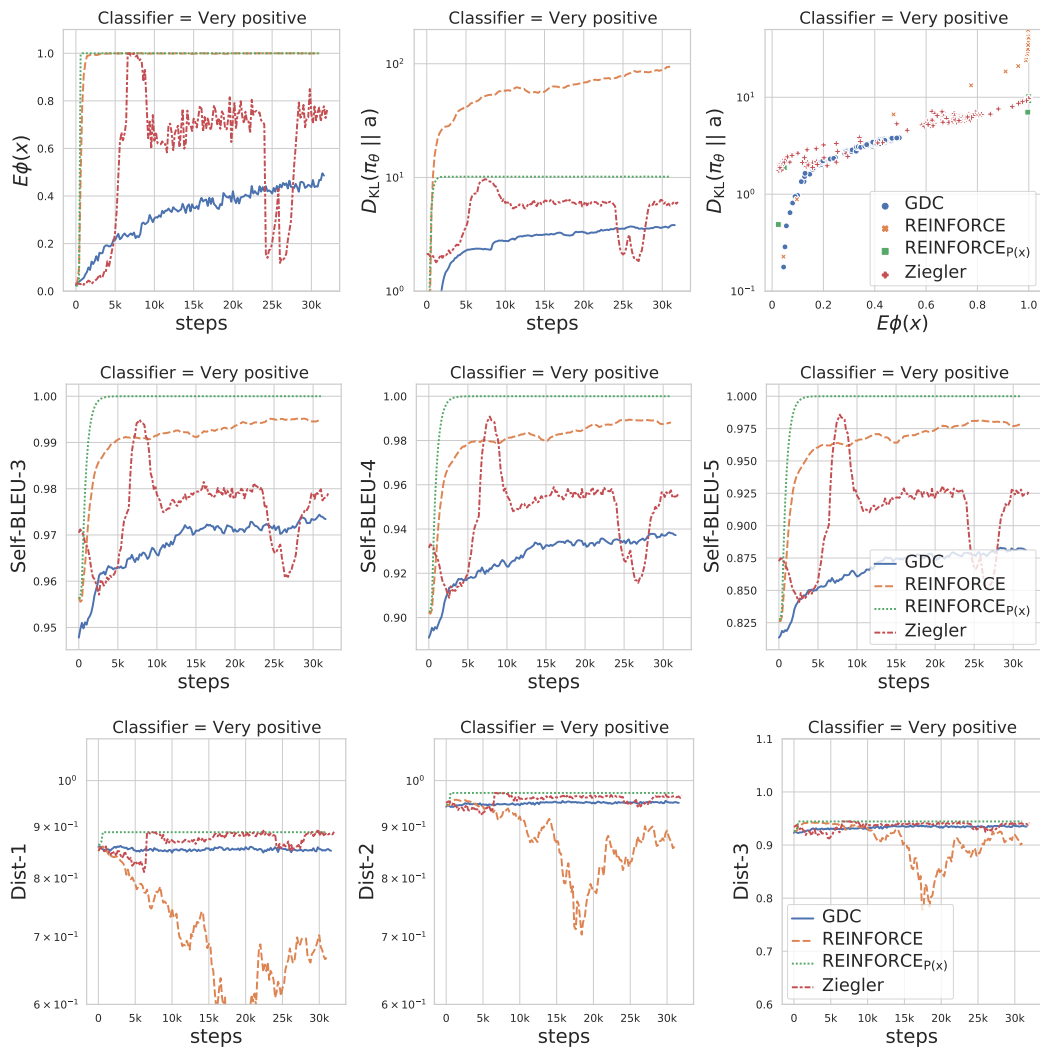 Classifier = Very positive
Classifier = Very positive
Classifier = Very positive
Eϕ(x)
1.0
0.8
0.6
0.4
0.2
0.0
0 5k 10k 15k 20k 25k 30k
steps
D_KL(π_θ || a)
10²
10¹
10⁰
0 5k 10k 15k 20k 25k 30k
steps
D_KL(π_θ || a)
10¹
10⁰
10⁻¹
0.2 0.4 0.6 0.8 1.0
Eϕ(x)
GDC
REINFORCE
REINFORCE_P(x)
Ziegler
Classifier = Very positive
Classifier = Very positive
Classifier = Very positive
Self-BLEU-3
1.00
0.99
0.98
0.97
0.96
0.95
0 5k 10k 15k 20k 25k 30k
steps
Self-BLEU-4
1.00
0.98
0.96
0.94
0.92
0.90
0 5k 10k 15k 20k 25k 30k
steps
Self-BLEU-5
1.000
0.975
0.950
0.925
0.900
0.875
0.850
0.825
0 5k 10k 15k 20k 25k 30k
steps
GDC
REINFORCE
REINFORCE_P(x)
Ziegler
Classifier = Very positive
Classifier = Very positive
Classifier = Very positive
Dist-1
10⁰
9 × 10⁻¹
8 × 10⁻¹
7 × 10⁻¹
6 × 10⁻¹
0 5k 10k 15k 20k 25k 30k
steps
Dist-2
10⁰
9 × 10⁻¹
8 × 10⁻¹
7 × 10⁻¹
6 × 10⁻¹
0 5k 10k 15k 20k 25k 30k
steps
Dist-3
1.1
1.0
0.9
0.8
0.7
0.6
0 5k 10k 15k 20k 25k 30k
steps
GDC
REINFORCE
REINFORCE_P(x)
Ziegler